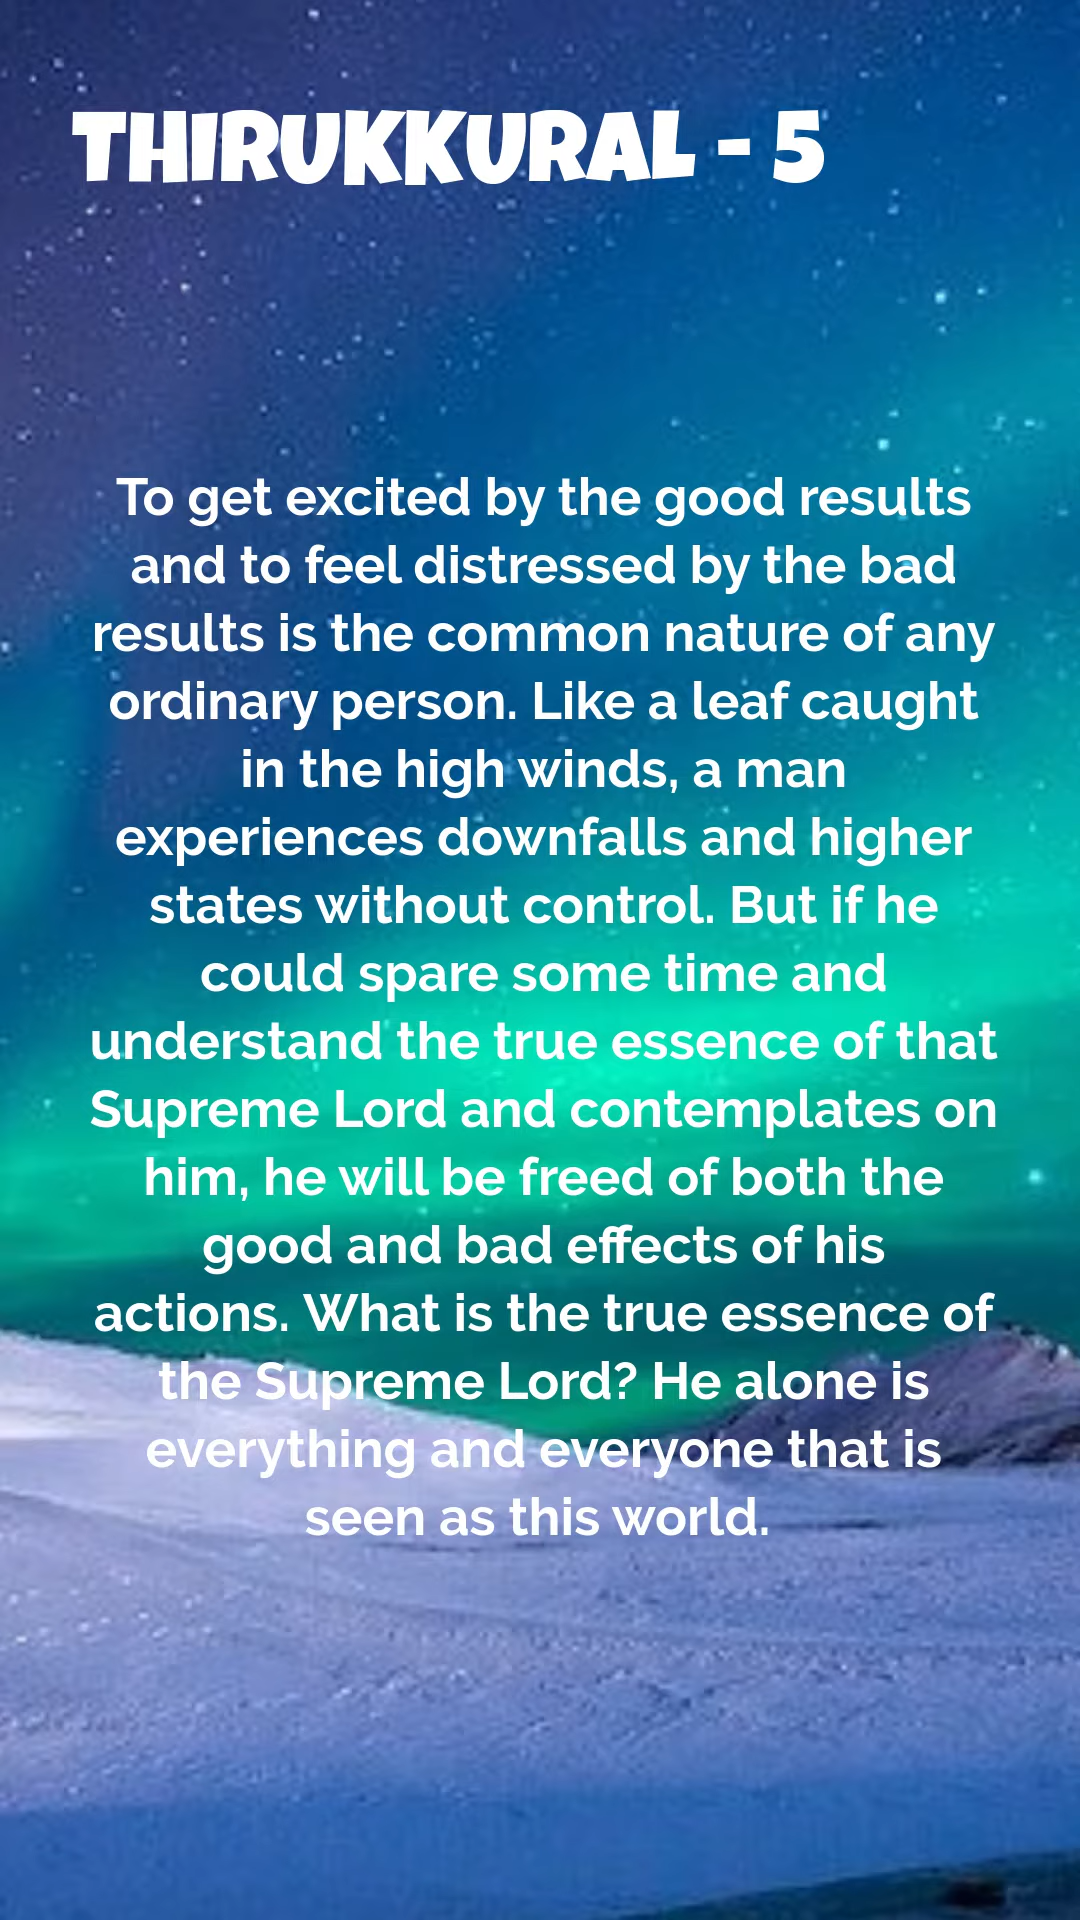 THIRUKKURAL - 5
To get excited by the good results
and to feel distressed by the bad
results is the common nature of any
ordinary person. Like a leaf caught
in the high winds, a man
experiences downfalls and higher
states without control. But if he
could spare some time and
understand the true essence of that
Supreme Lord and contemplates on
him, he will be freed of both the
good and bad effects of his
actions. What is the true essence of
the Supreme Lord? He alone is
everything and everyone that is
seen as this world.